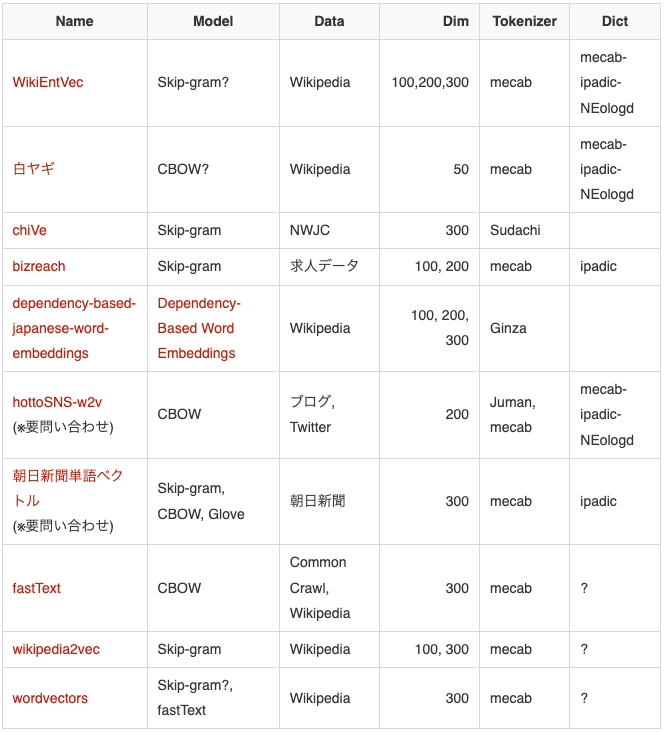 Name Model Data Dim Tokenizer Dict
WikiEntVec Skip-gram? Wikipedia 100,200,300 mecab mecab-
ipadic-
NEologd
白ヤギ CBOW? Wikipedia 50 mecab mecab-
ipadic-
NEologd
chiVe Skip-gram NWJC 300 Sudachi
bizreach Skip-gram 求人データ 100, 200 mecab ipadic
dependency-based-
japanese-word-
embeddings
Dependency-
Based Word
Embeddings
Wikipedia
100, 200,
300
Ginza
hottoSNS-w2v
(※要問い合わせ)
CBOW
ブログ,
Twitter
200
Juman,
mecab
mecab-
ipadic-
NEologd
朝日新聞単語ベク
トル
(※要問い合わせ)
Skip-gram,
CBOW, Glove
朝日新聞 300 mecab ipadic
fastText CBOW
Common
Crawl,
Wikipedia
300 mecab ?
wikipedia2vec Skip-gram Wikipedia 100, 300 mecab ?
wordvectors
Skip-gram?,
fastText
Wikipedia 300 mecab ?